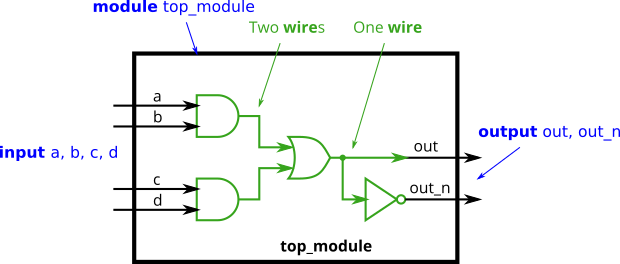 module top_module
Two wires
One wire
a
b
input a, b, c, d
c
d
out
out_n
output out, out_n
top_module